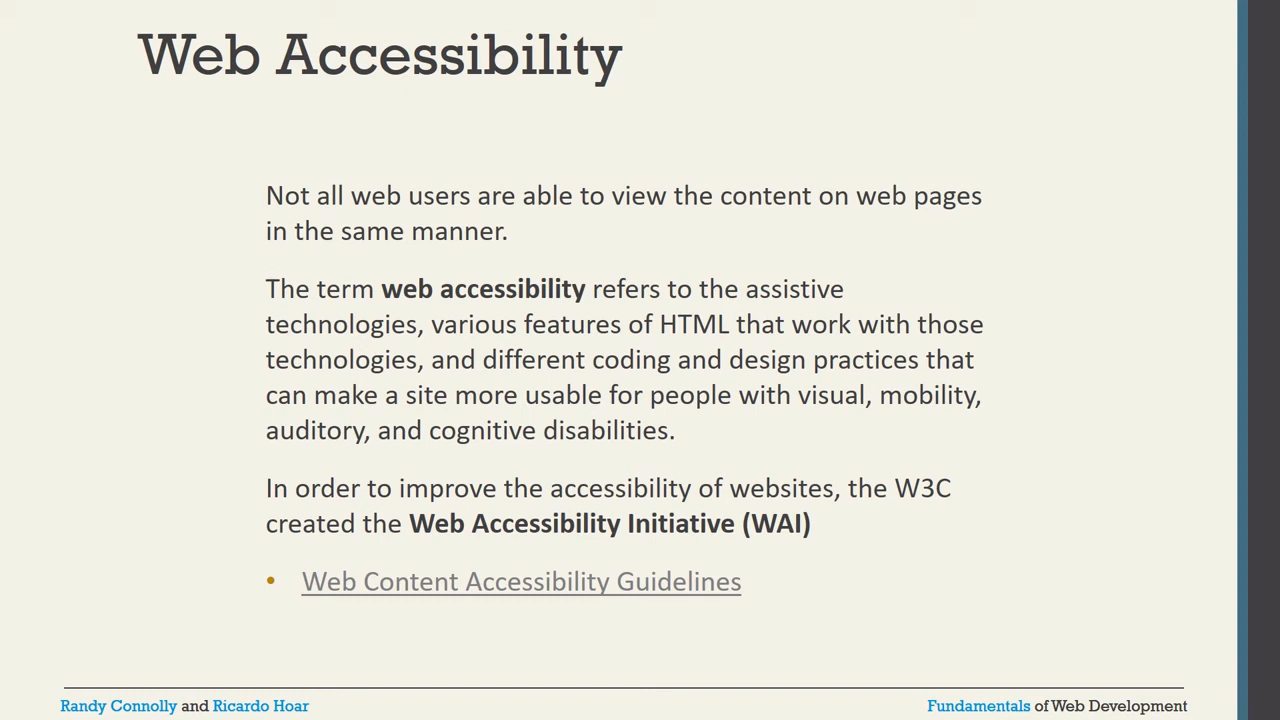 Web Accessibility
Not all web users are able to view the content on web pages
in the same manner.
The term web accessibility refers to the assistive
technologies, various features of HTML that work with those
technologies, and different coding and design practices that
can make a site more usable for people with visual, mobility,
auditory, and cognitive disabilities.
In order to improve the accessibility of websites, the W3C
created the Web Accessibility Initiative (WAI)
• Web Content Accessibility Guidelines
Randy Connolly and Ricardo Hoar
Fundamentals of Web Development